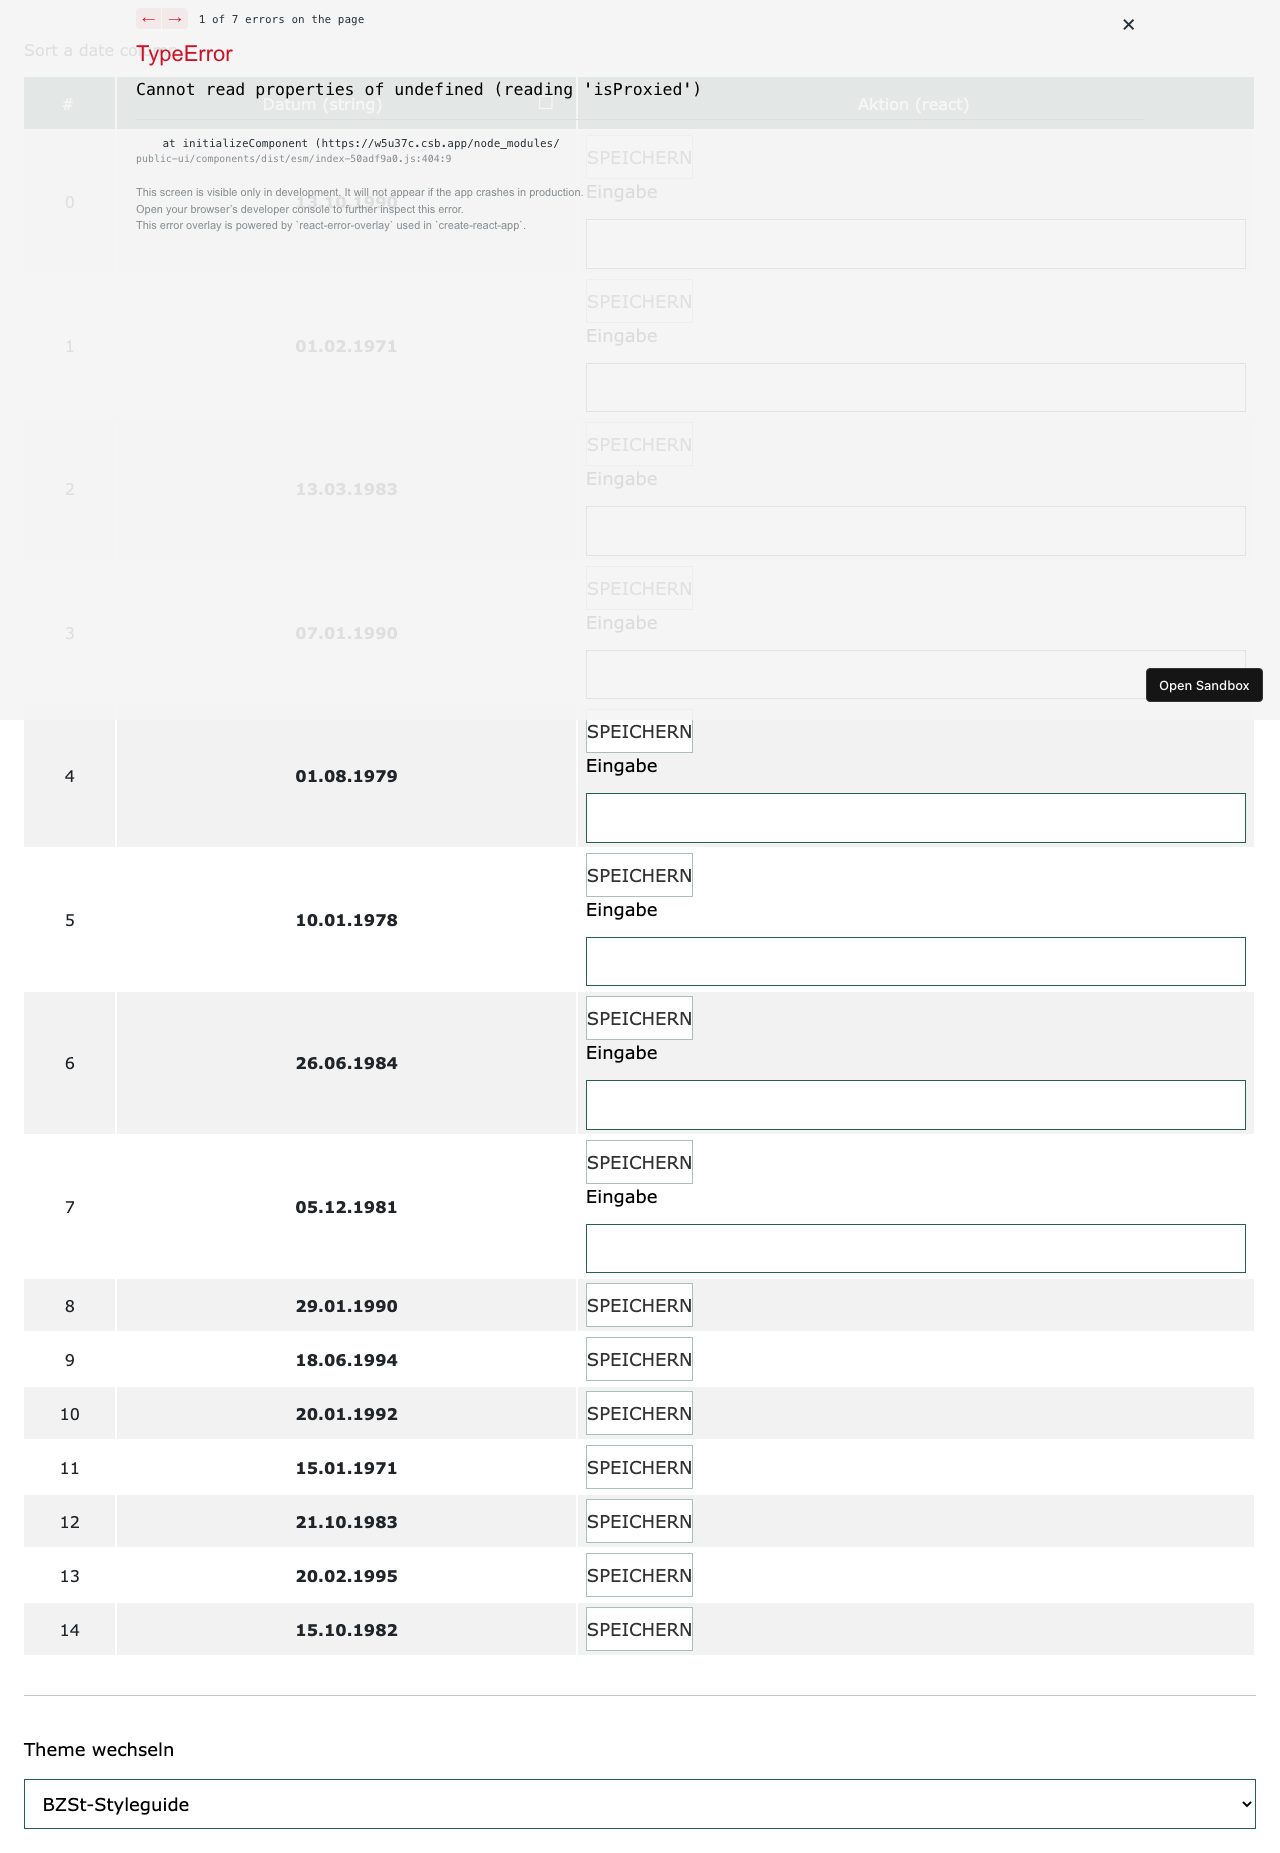 ← → 1 of 7 errors on the page
✕
Sort a date co
TypeError
Cannot read properties of undefined (reading 'isProxied')
# Datum (string) Aktion (react)
at initializeComponent (https://w5u37c.csb.app/node_modules/
public-ui/components/dist/esm/index-50adf9a0.js:404:9
This screen is visible only in development. It will not appear if the app crashes in production.
Open your browser's developer console to further inspect this error.
This error overlay is powered by `react-error-overlay` used in `create-react-app`.
SPEICHERN
Eingabe
0 13.10.1990
SPEICHERN
Eingabe
1 01.02.1971
SPEICHERN
Eingabe
2 13.03.1983
SPEICHERN
Eingabe
3 07.01.1990
Open Sandbox
SPEICHERN
Eingabe
4 01.08.1979
SPEICHERN
Eingabe
5 10.01.1978
SPEICHERN
Eingabe
6 26.06.1984
SPEICHERN
Eingabe
7 05.12.1981
8 29.01.1990 SPEICHERN
9 18.06.1994 SPEICHERN
10 20.01.1992 SPEICHERN
11 15.01.1971 SPEICHERN
12 21.10.1983 SPEICHERN
13 20.02.1995 SPEICHERN
14 15.10.1982 SPEICHERN
Theme wechseln
BZSt-Styleguide